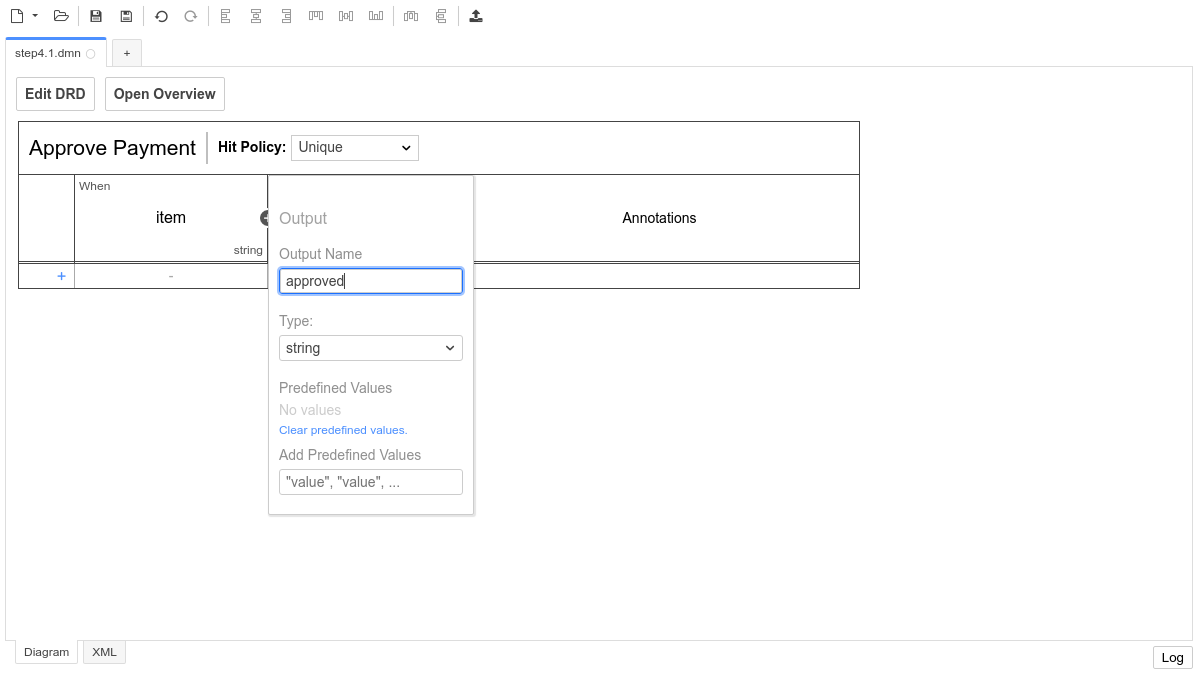 step4.1.dmn
+
Edit DRD
Open Overview
Approve Payment
Hit Policy: Unique
When
item
string
Annotations
+
-
Output
Output Name
approved
Type:
string
Predefined Values
No values
Clear predefined values.
Add Predefined Values
"value", "value", ...
Diagram
XML
Log